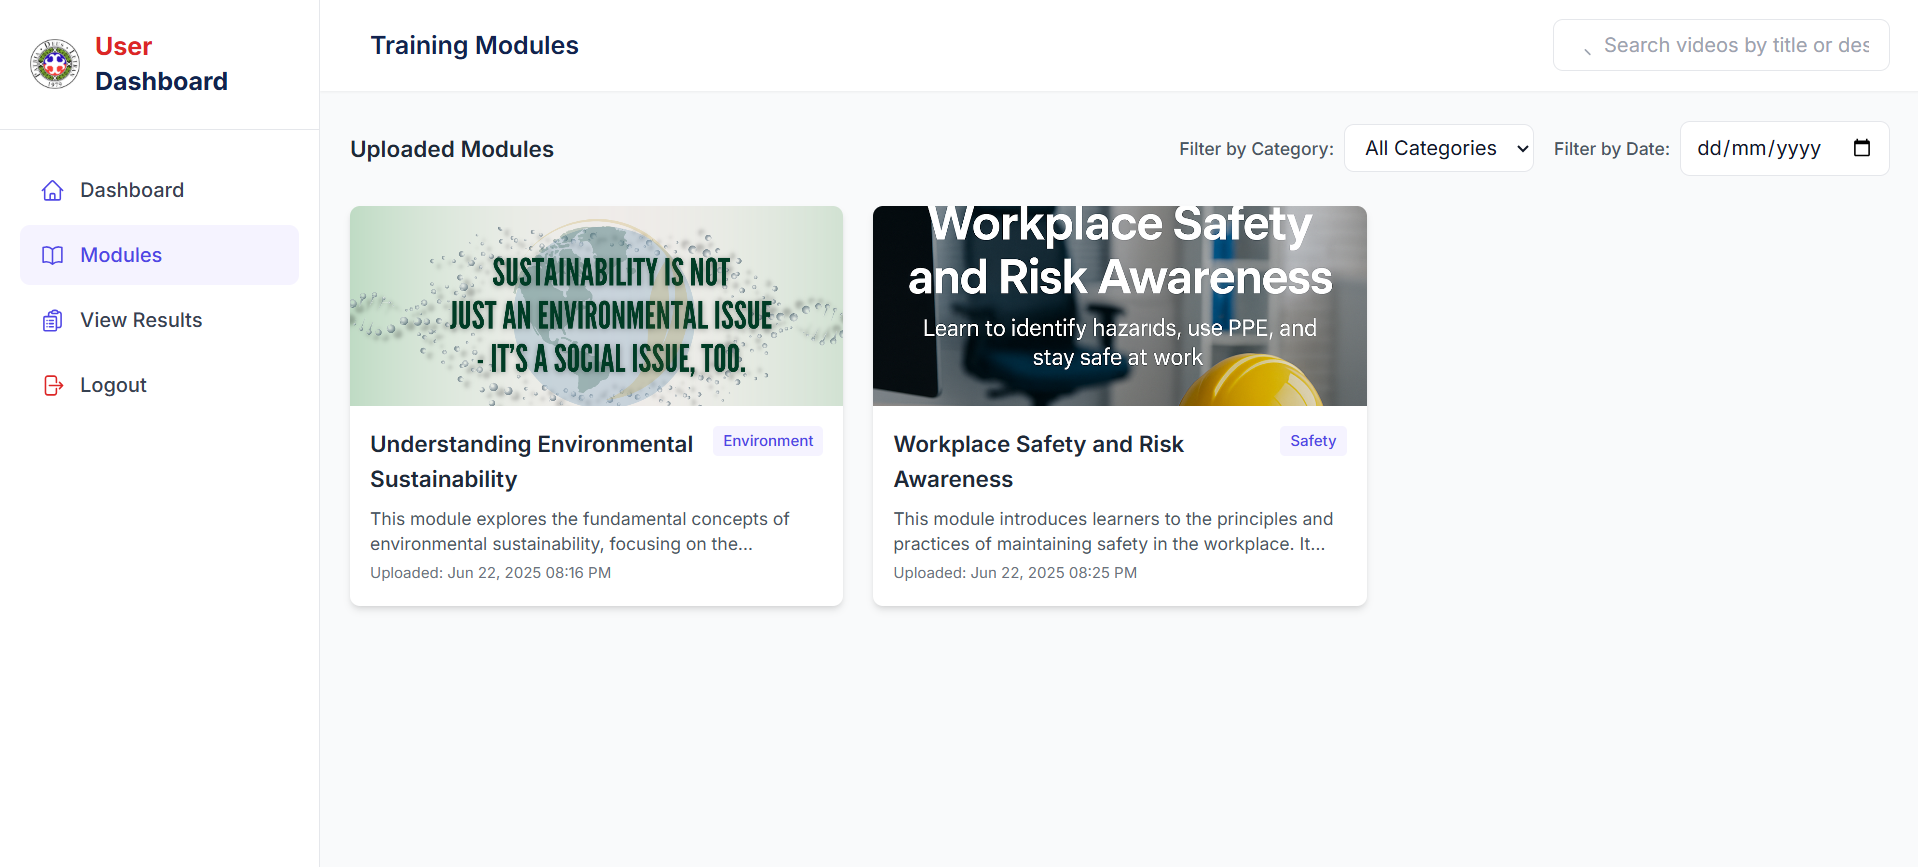 User
Dashboard
Dashboard
Modules
View Results
Logout
Training Modules
Search videos by title or des
Uploaded Modules
Filter by Category:
All Categories
Filter by Date:
dd/mm/yyyy
SUSTAINABILITY IS NOT
JUST AN ENVIRONMENTAL ISSUE
- IT'S A SOCIAL ISSUE, TOO.
Understanding Environmental
Sustainability
Environment
This module explores the fundamental concepts of
environmental sustainability, focusing on the...
Uploaded: Jun 22, 2025 08:16 PM
Workplace Safety
and Risk Awareness
Learn to identify hazards, use PPE, and
stay safe at work
Workplace Safety and Risk
Awareness
Safety
This module introduces learners to the principles and
practices of maintaining safety in the workplace. It...
Uploaded: Jun 22, 2025 08:25 PM